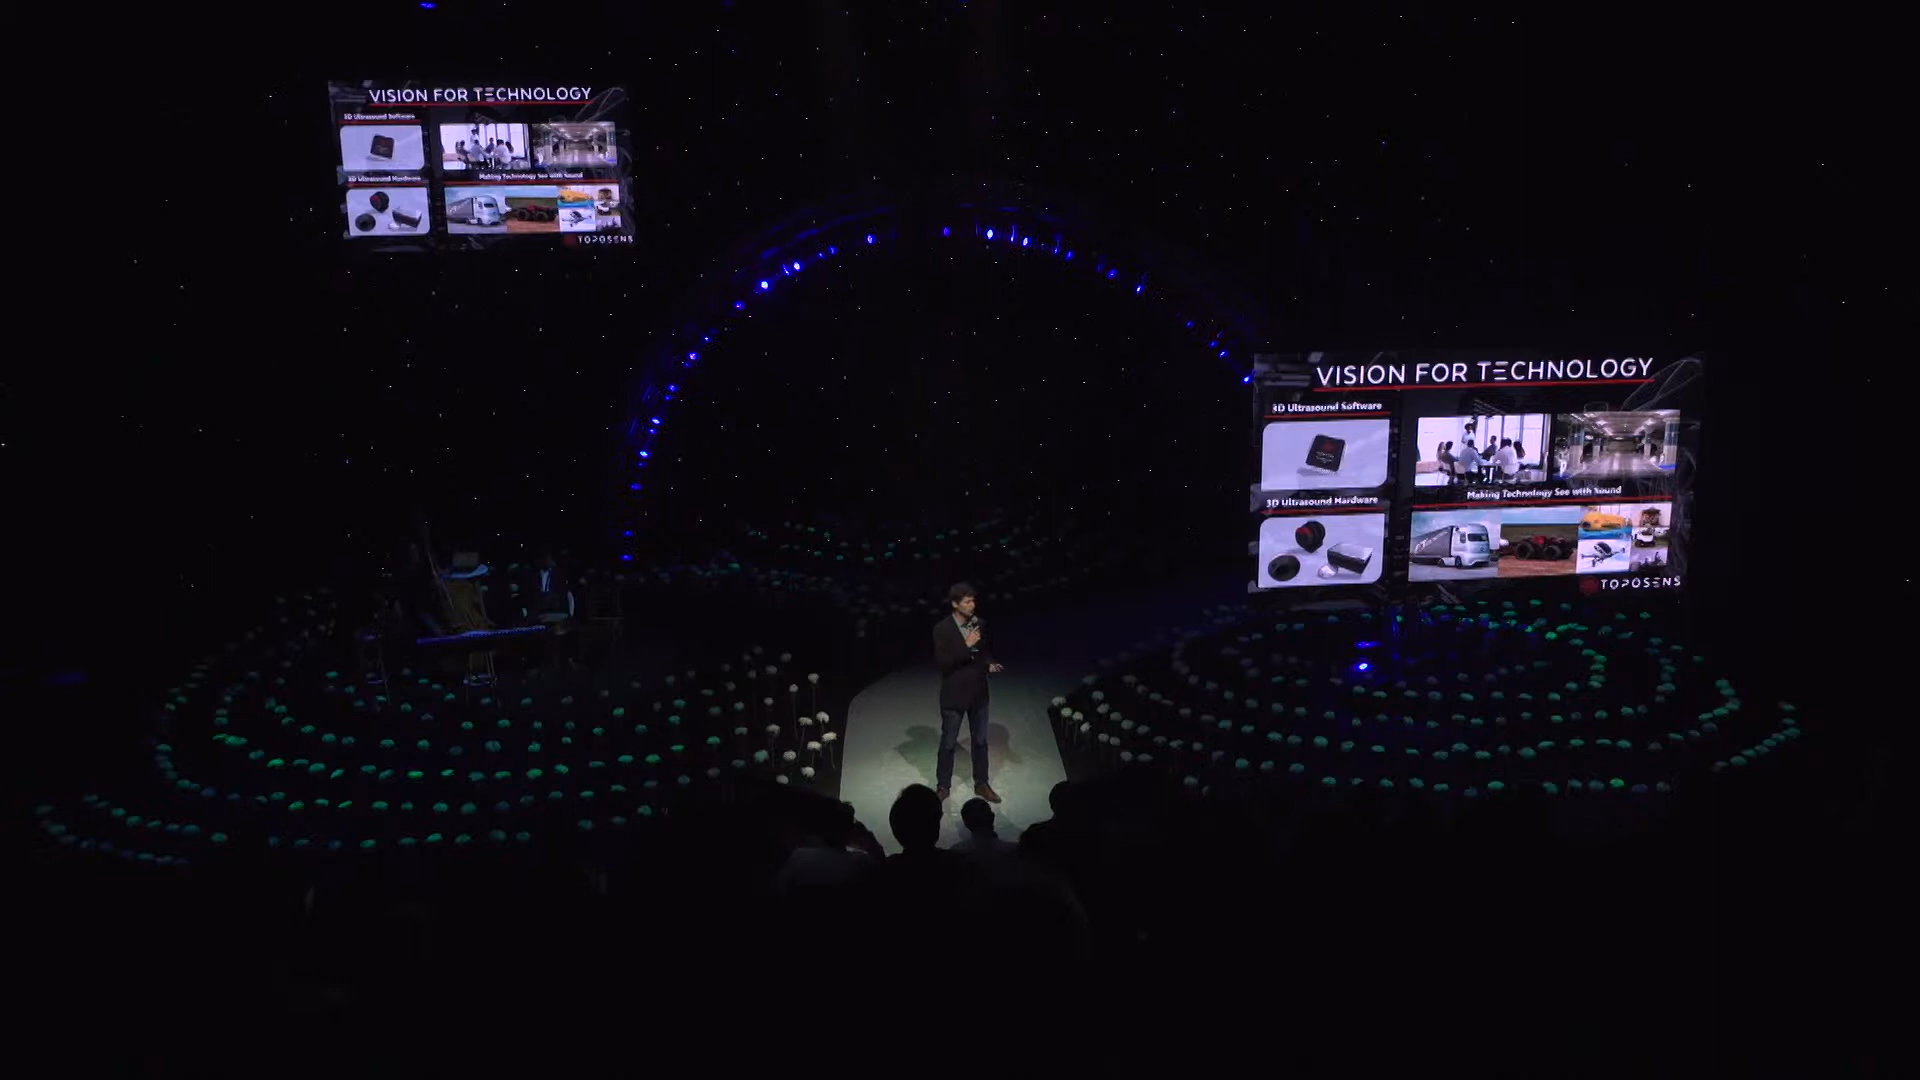 VISION FOR TECHNOLOGY
3D Ultrasound Software
3D Ultrasound Hardware
Making Technology See with Sound
TOPOSENS
VISION FOR TECHNOLOGY
3D Ultrasound Software
3D Ultrasound Hardware
Making Technology See with Sound
TOPOSENS